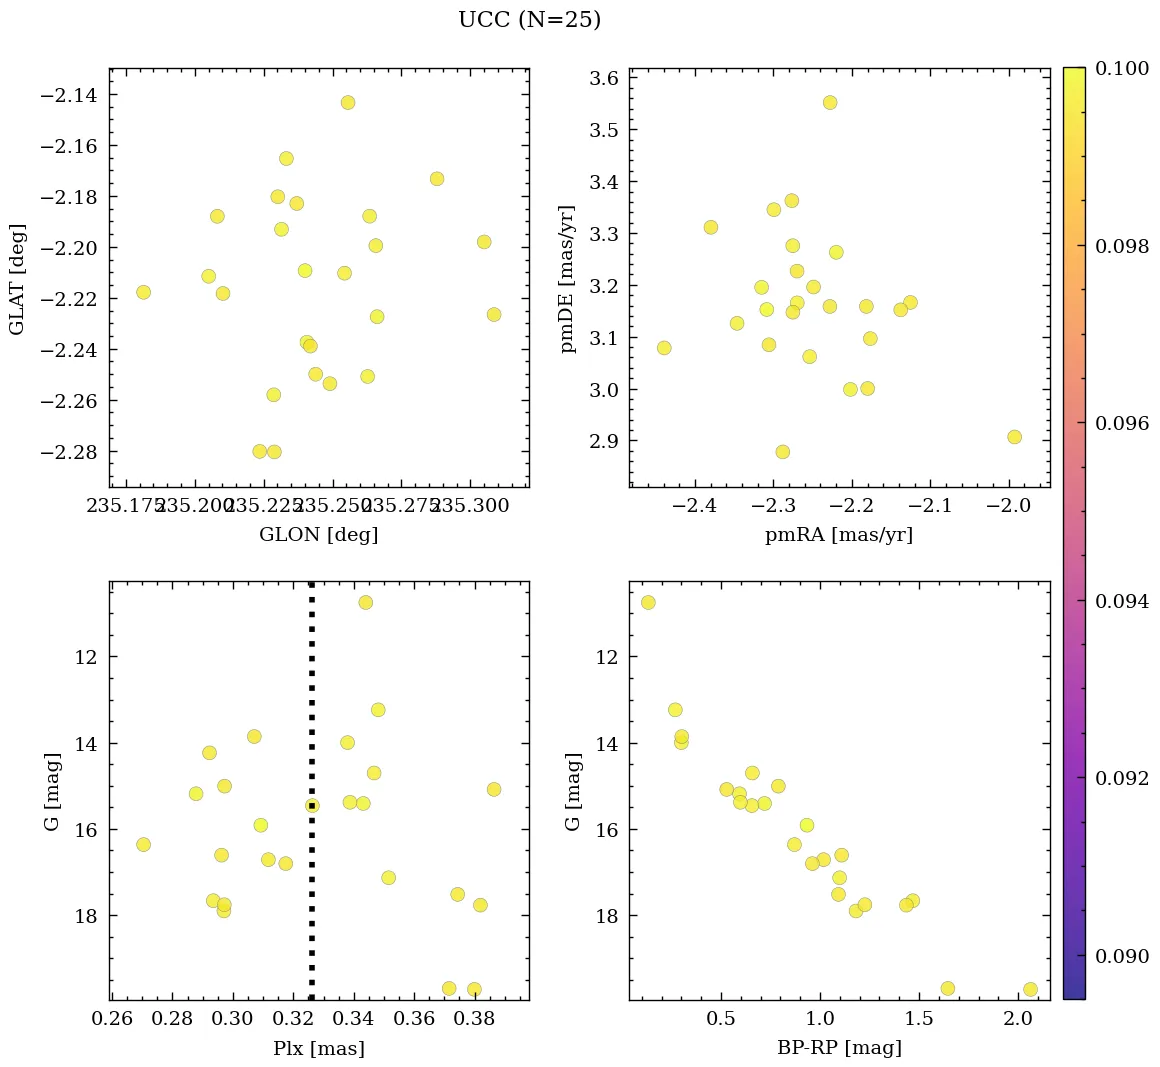 UCC (N=25)
−2.14
−2.16
−2.18
−2.20
−2.22
−2.24
−2.26
−2.28
GLAT [deg]
235.175 235.200 235.225 235.250 235.275 235.300
GLON [deg]
3.6
3.5
3.4
3.3
3.2
3.1
3.0
2.9
pmDE [mas/yr]
−2.4 −2.3 −2.2 −2.1 −2.0
pmRA [mas/yr]
0.100
0.098
0.096
0.094
0.092
0.090
12
14
16
18
G [mag]
0.26 0.28 0.30 0.32 0.34 0.36 0.38
Plx [mas]
12
14
16
18
G [mag]
0.5 1.0 1.5 2.0
BP-RP [mag]